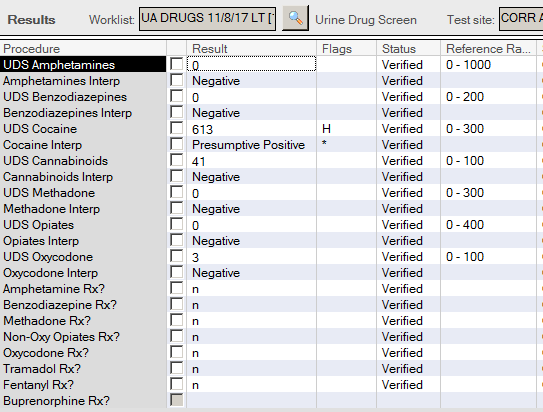 Results Worklist: UA DRUGS 11/8/17 LT [ Urine Drug Screen Test site: CORR
Procedure Result Flags Status Reference Ra...
UDS Amphetamines 0 Verified 0 - 1000
Amphetamines Interp Negative Verified
UDS Benzodiazepines 0 Verified 0 - 200
Benzodiazepines Interp Negative Verified
UDS Cocaine 613 H Verified 0 - 300
Cocaine Interp Presumptive Positive * Verified
UDS Cannabinoids 41 Verified 0 - 100
Cannabinoids Interp Negative Verified
UDS Methadone 0 Verified 0 - 300
Methadone Interp Negative Verified
UDS Opiates 0 Verified 0 - 400
Opiates Interp Negative Verified
UDS Oxycodone 3 Verified 0 - 100
Oxycodone Interp Negative Verified
Amphetamine Rx? n Verified
Benzodiazepine Rx? n Verified
Methadone Rx? n Verified
Non-Oxy Opiates Rx? n Verified
Oxycodone Rx? n Verified
Tramadol Rx? n Verified
Fentanyl Rx? n Verified
Buprenorphine Rx?